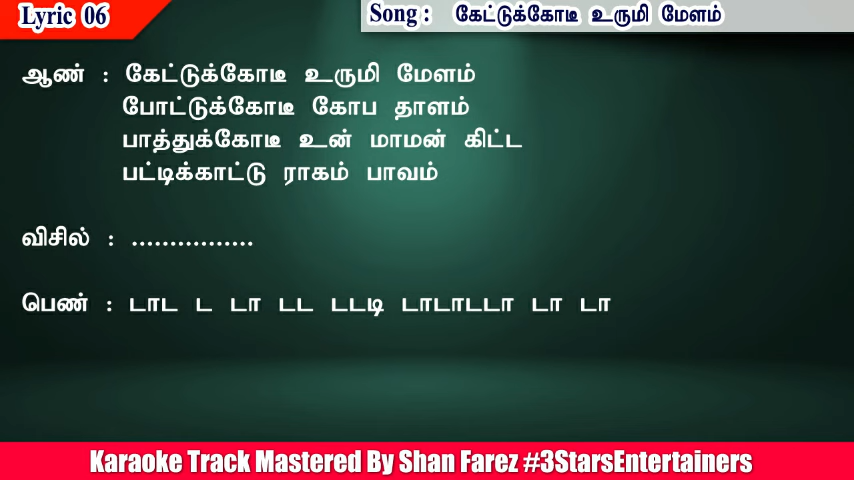 Lyric 06
Song : கேட்டுக்கோடீ உருமி மேளம்
ஆண் : கேட்டுக்கோடீ உருமி மேளம்
போட்டுக்கோடீ கோப தாளம்
பாத்துக்கோடீ உன் மாமன் கிட்ட
பட்டிக்காட்டு ராகம் பாவம்
விசில் : ................
பெண் : டாட ட டா டட டடடி டாடாடடா டா டா
Karaoke Track Mastered By Shan Farez #3StarsEntertainers